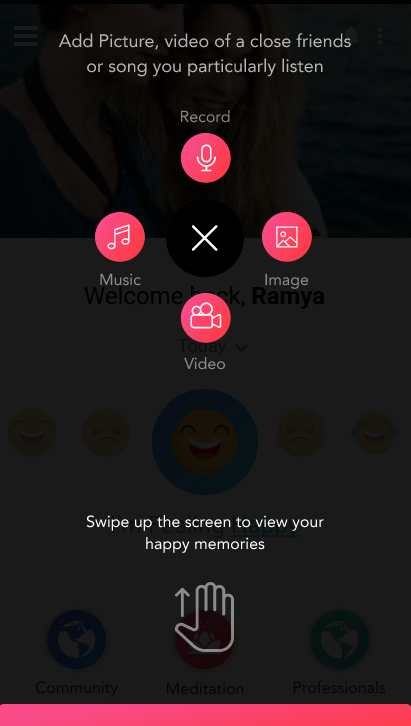 Add Picture, video of a close friends
or song you particularly listen
Record
Music
Image
Welcome back, Ramya
Today
Video
Swipe up the screen to view your
happy memories
Community
Meditation
Professionals